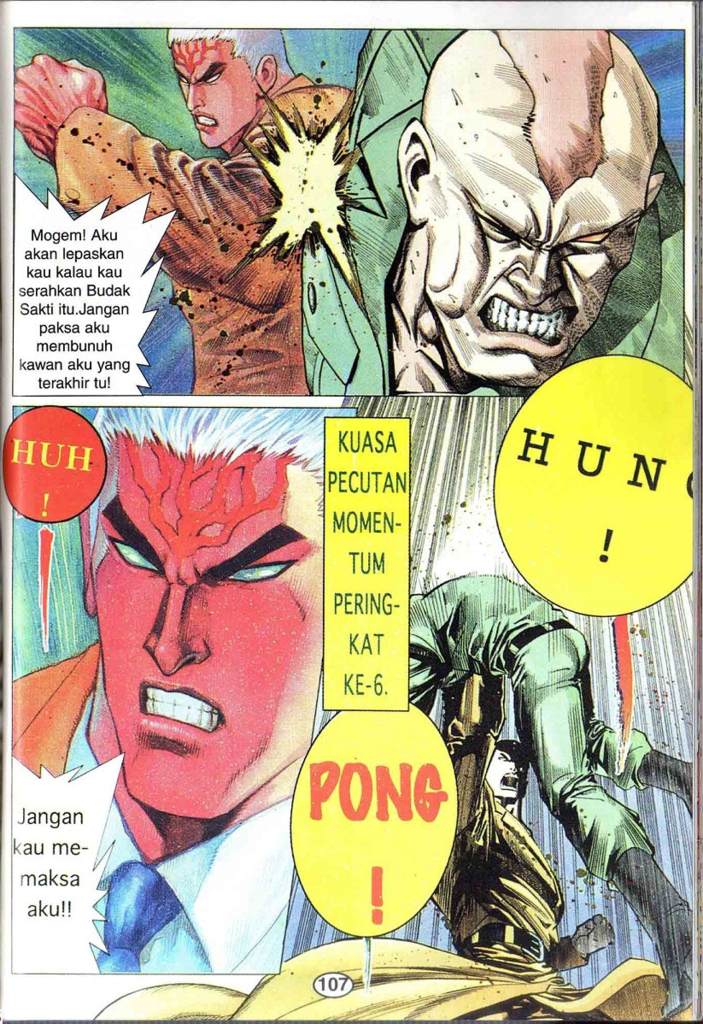 Mogem! Aku
akan lepaskan
kau kalau kau
serahkan Budak
Sakti itu.Jangan
paksa aku
membunuh
kawan aku yang
terakhir tu!
HUH
!
KUASA
PECUTAN
MOMEN-
TUM
PERING-
KAT
KE-6.
HUNG
!
PONG
!
Jangan
kau me-
maksa
aku!!
107